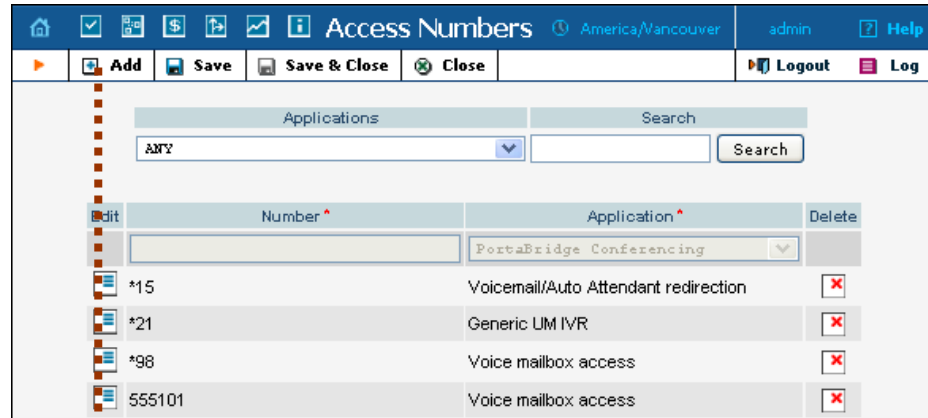 Access Numbers America/Vancouver admin ? Help
Add Save Save & Close Close Logout Log
Applications Search
ANY Search
Edit Number * Application * Delete
PortaBridge Conferencing
*15 Voicemail/Auto Attendant redirection
*21 Generic UM IVR
*98 Voice mailbox access
555101 Voice mailbox access